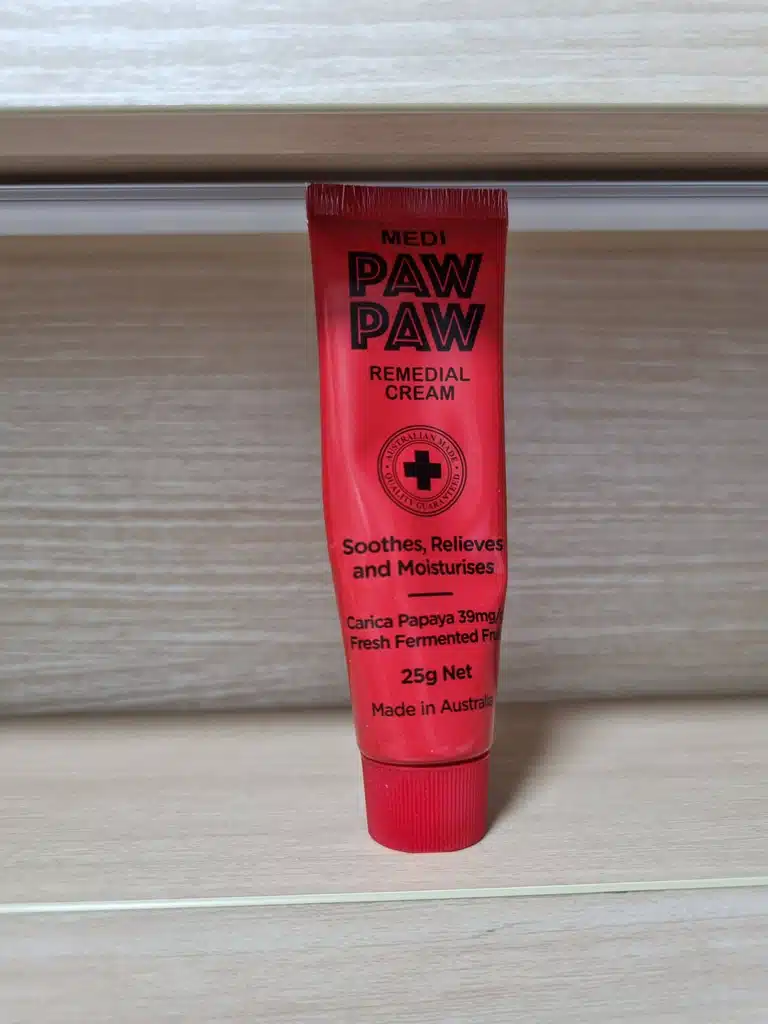 MEDI
PAW
PAW
REMEDIAL
CREAM
AUSTRALIAN MADE
QUALITY GUARANTEED
Soothes, Relieves
and Moisturises
Carica Papaya 39mg/
Fresh Fermented
25g Net
Made in Australia